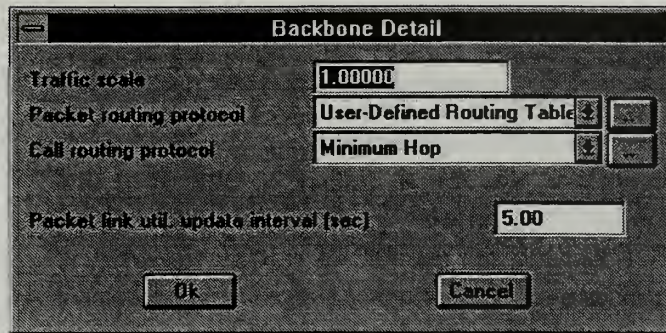 Backbone Detail
Traffic scale 1.00000
Packet routing protocol User-Defined Routing Table ..
Call routing protocol Minimum Hop ..
Packet link util. update interval (sec) 5.00
Ok Cancel